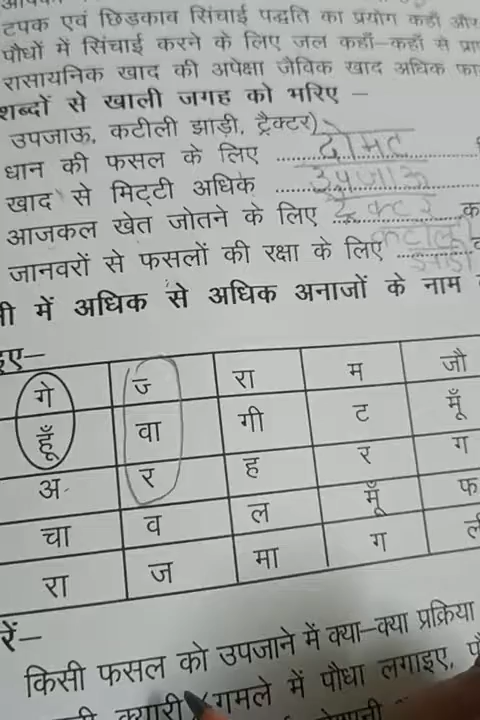 टपक एवं छिड़काव सिंचाई पद्धति का प्रयोग कहाँ और
पौधों में सिंचाई करने के लिए जल कहाँ–कहाँ से
रासायनिक खाद की अपेक्षा जैविक खाद अधिक
शब्दों से खाली जगह को भरिए –
उपजाऊ, कटीली झाड़ी, ट्रैक्टर)
धान की फसल के लिए दोमट
खाद से मिट्टी अधिक उपजाऊ
आजकल खेत जोतने के लिए ट्रैक्टर
जानवरों से फसलों की रक्षा के लिए कटीली झाड़ी
में अधिक से अधिक अनाजों के नाम
गे ज रा म जौ
हूँ वा गी ट मूँ
अ र ह र ग
चा व ल मूँ फ
रा ज मा ग ली
रें–
किसी फसल को उपजाने में क्या–क्या प्रक्रिया
क्यारी गमले में पौधा लगाइए,